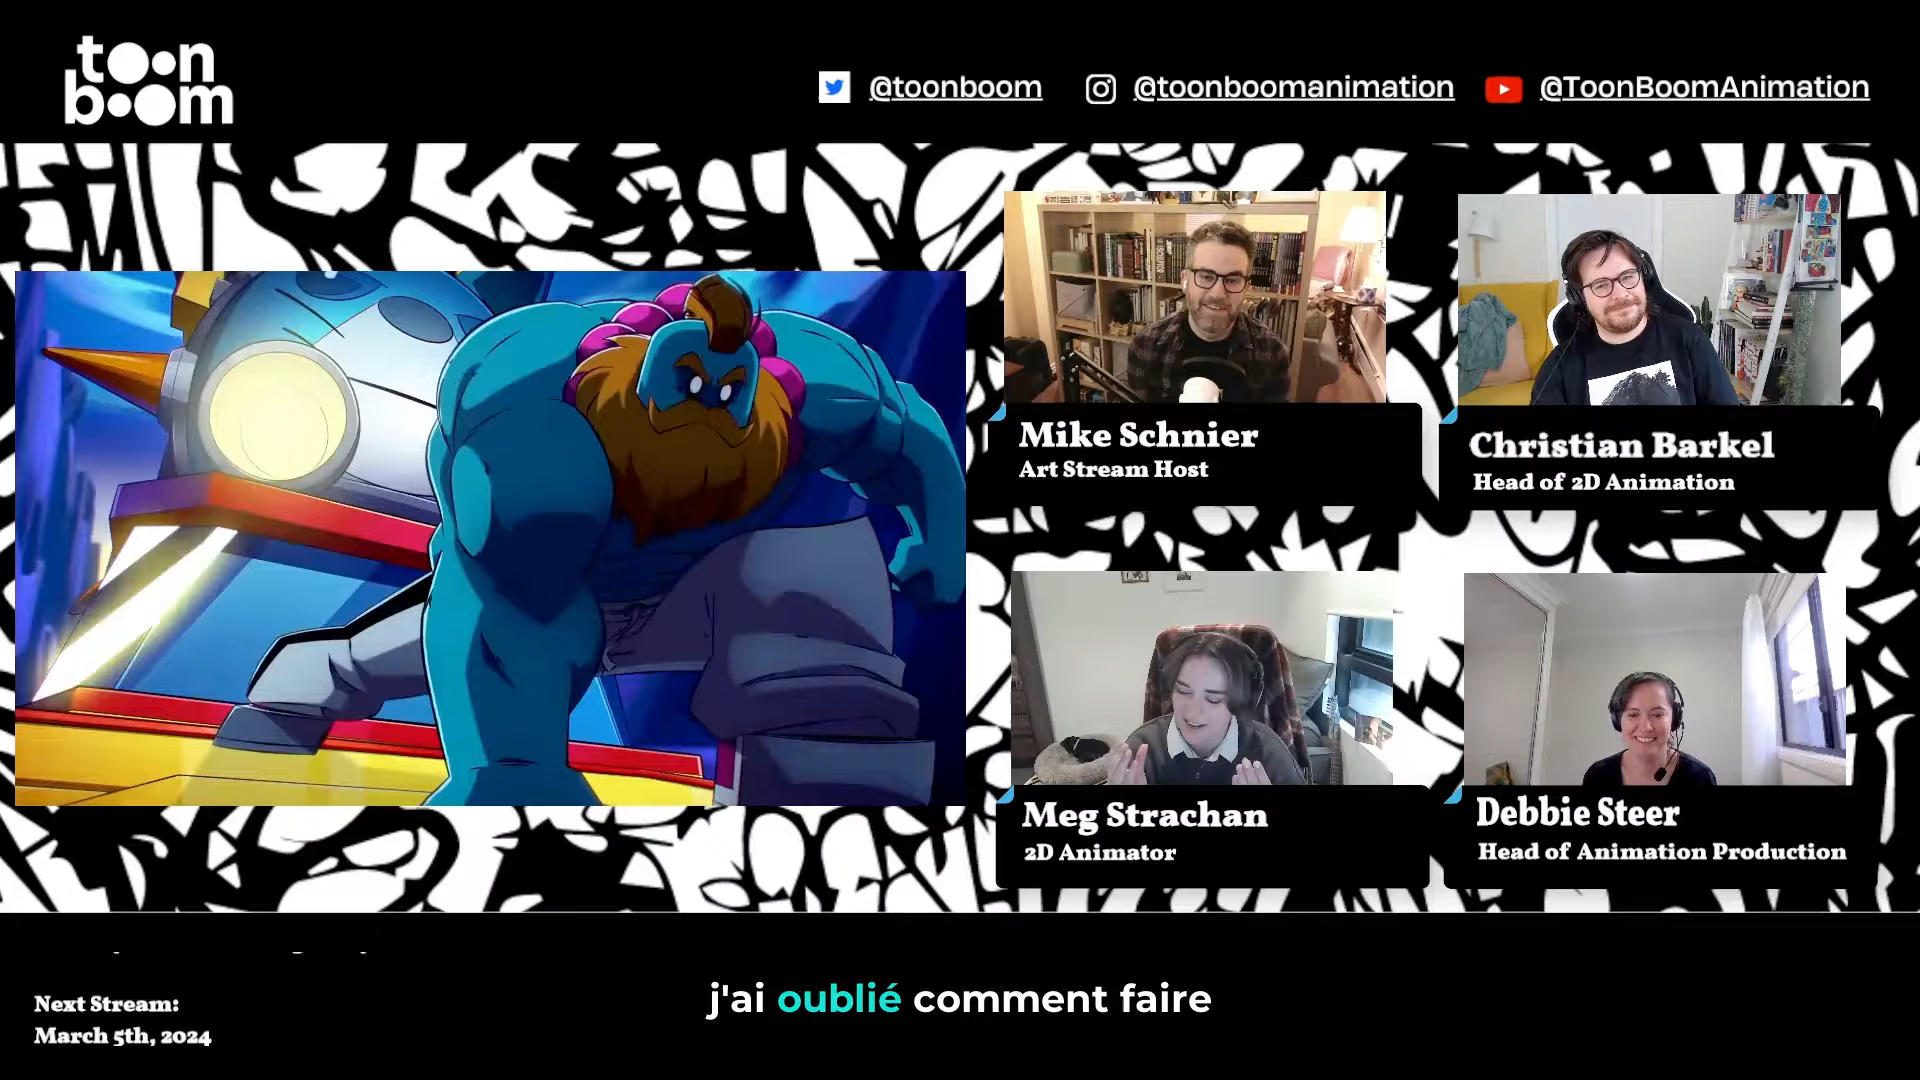 toon
boom
@toonboom
@toonboomanimation
@ToonBoomAnimation
Mike Schnier
Art Stream Host
Christian Barkel
Head of 2D Animation
Meg Strachan
2D Animator
Debbie Steer
Head of Animation Production
Next Stream:
March 5th, 2024
j'ai oublié comment faire